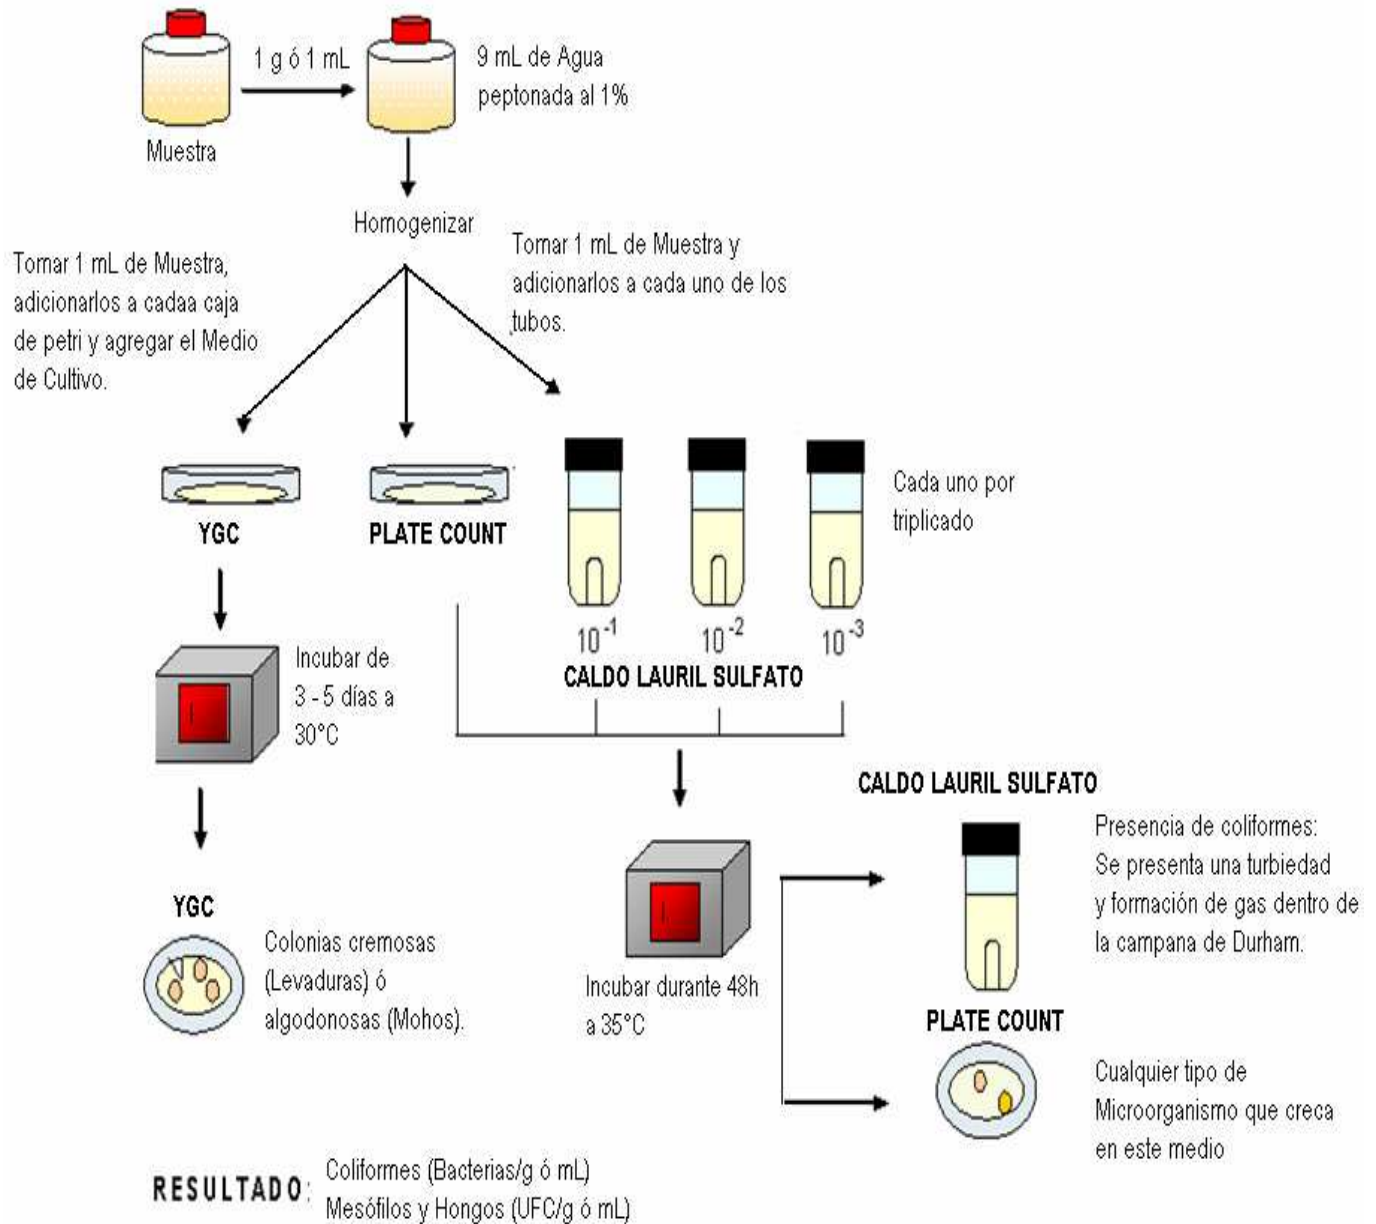 1 g ó 1 mL
9 mL de Agua
peptonada al 1%
Muestra
Homogenizar
Tomar 1 mL de Muestra,
adicionarlos a cadaa caja
de petri y agregar el Medio
de Cultivo.
Tomar 1 mL de Muestra y
adicionarlos a cada uno de los
tubos.
YGC
PLATE COUNT
Cada uno por
triplicado
10⁻¹
10⁻²
10⁻³
CALDO LAURIL SULFATO
Incubar de
3 - 5 días a
30°C
YGC
Colonias cremosas
(Levaduras) ó
algodonosas (Mohos).
Incubar durante 48h
a 35°C
CALDO LAURIL SULFATO
Presencia de coliformes:
Se presenta una turbiedad
y formación de gas dentro de
la campana de Durham.
PLATE COUNT
Cualquier tipo de
Microorganismo que creca
en este medio
RESULTADO:
Coliformes (Bacterias/g ó mL)
Mesófilos y Hongos (UFC/g ó mL)